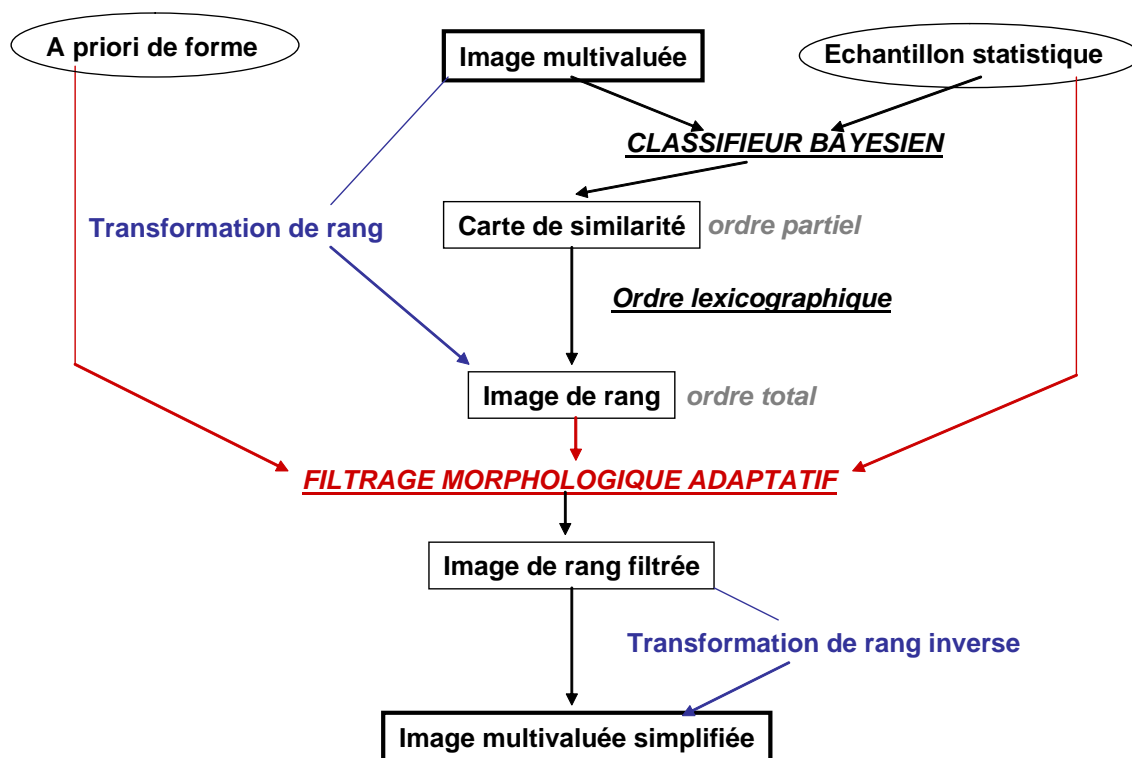 A priori de forme
Image multivaluée
Echantillon statistique
CLASSIFIEUR BAYESIEN
Transformation de rang
Carte de similarité
ordre partiel
Ordre lexicographique
Image de rang
ordre total
FILTRAGE MORPHOLOGIQUE ADAPTATIF
Image de rang filtrée
Transformation de rang inverse
Image multivaluée simplifiée